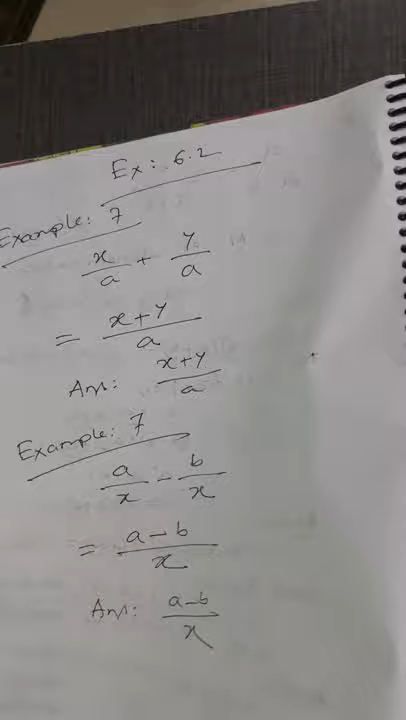 Ex: 6.2
Example: 7
x/a + y/a
= x+y/a
Ans: x+y/a
Example: 7
a/x - b/x
= a-b/x
Ans: a-b/x